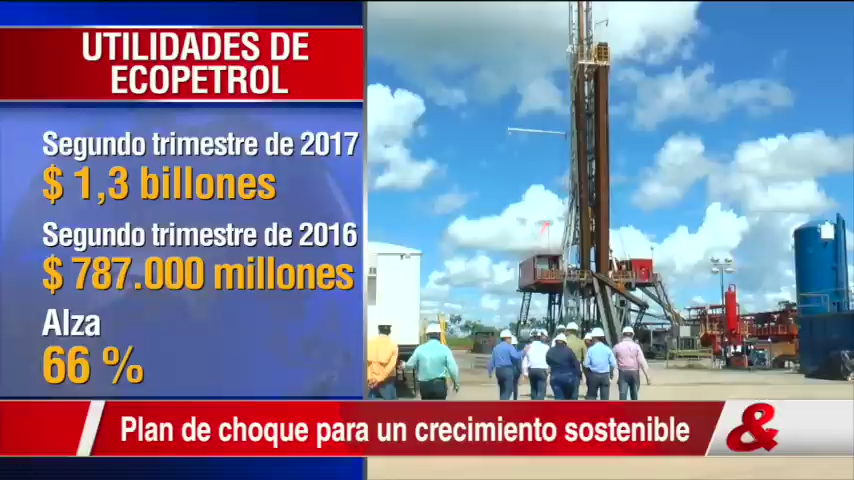 UTILIDADES DE
ECOPETROL
Segundo trimestre de 2017
$ 1,3 billones
Segundo trimestre de 2016
$ 787.000 millones
Alza
66 %
Plan de choque para un crecimiento sostenible
&